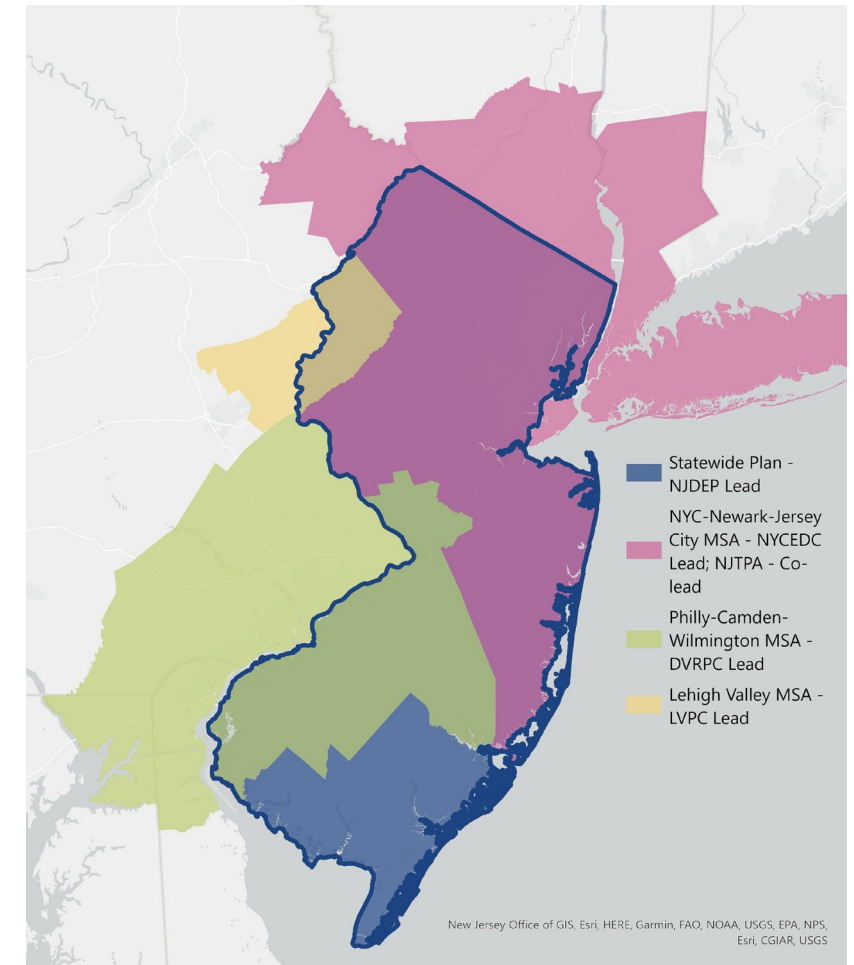 Statewide Plan -
NJDEP Lead
NYC-Newark-Jersey
City MSA - NYCEDC
Lead; NJTPA - Co-
lead
Philly-Camden-
Wilmington MSA -
DVRPC Lead
Lehigh Valley MSA -
LVPC Lead
New Jersey Office of GIS, Esri, HERE, Garmin, FAO, NOAA, USGS, EPA, NPS,
Esri, CGIAR, USGS